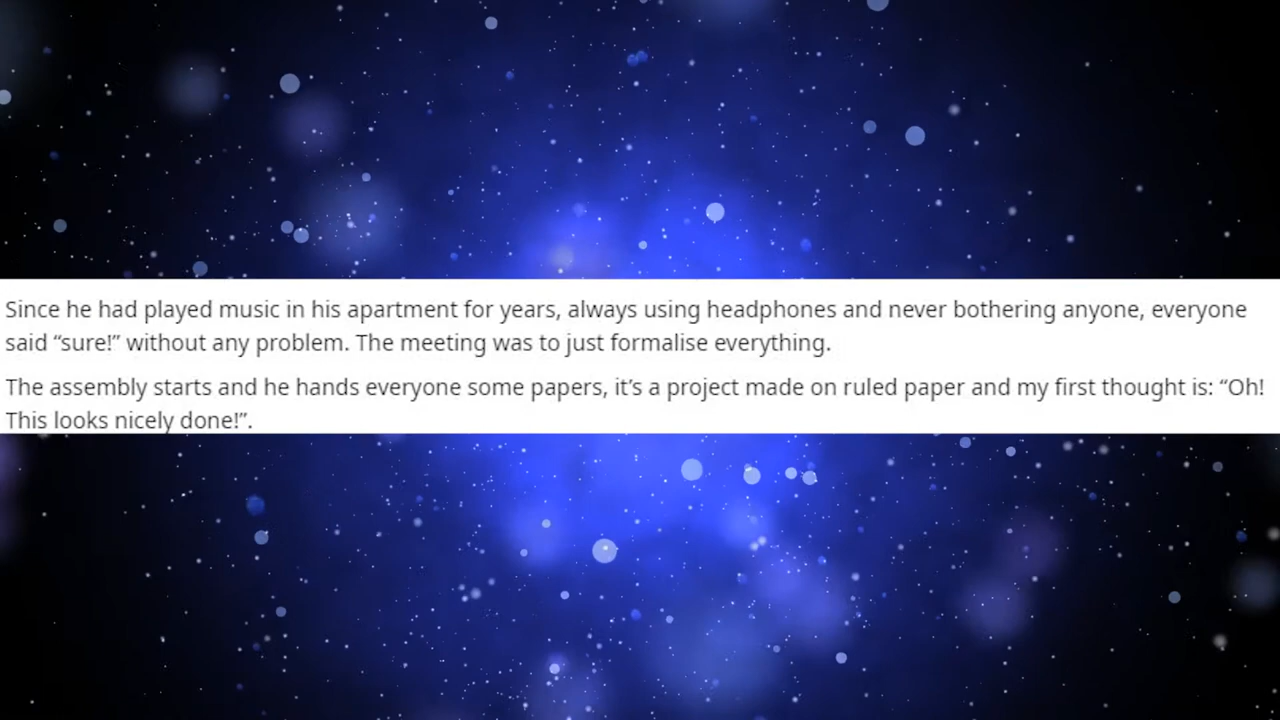 Since he had played music in his apartment for years, always using headphones and never bothering anyone, everyone
said “sure!” without any problem. The meeting was to just formalise everything.
The assembly starts and he hands everyone some papers, it’s a project made on ruled paper and my first thought is: “Oh!
This looks nicely done!”.